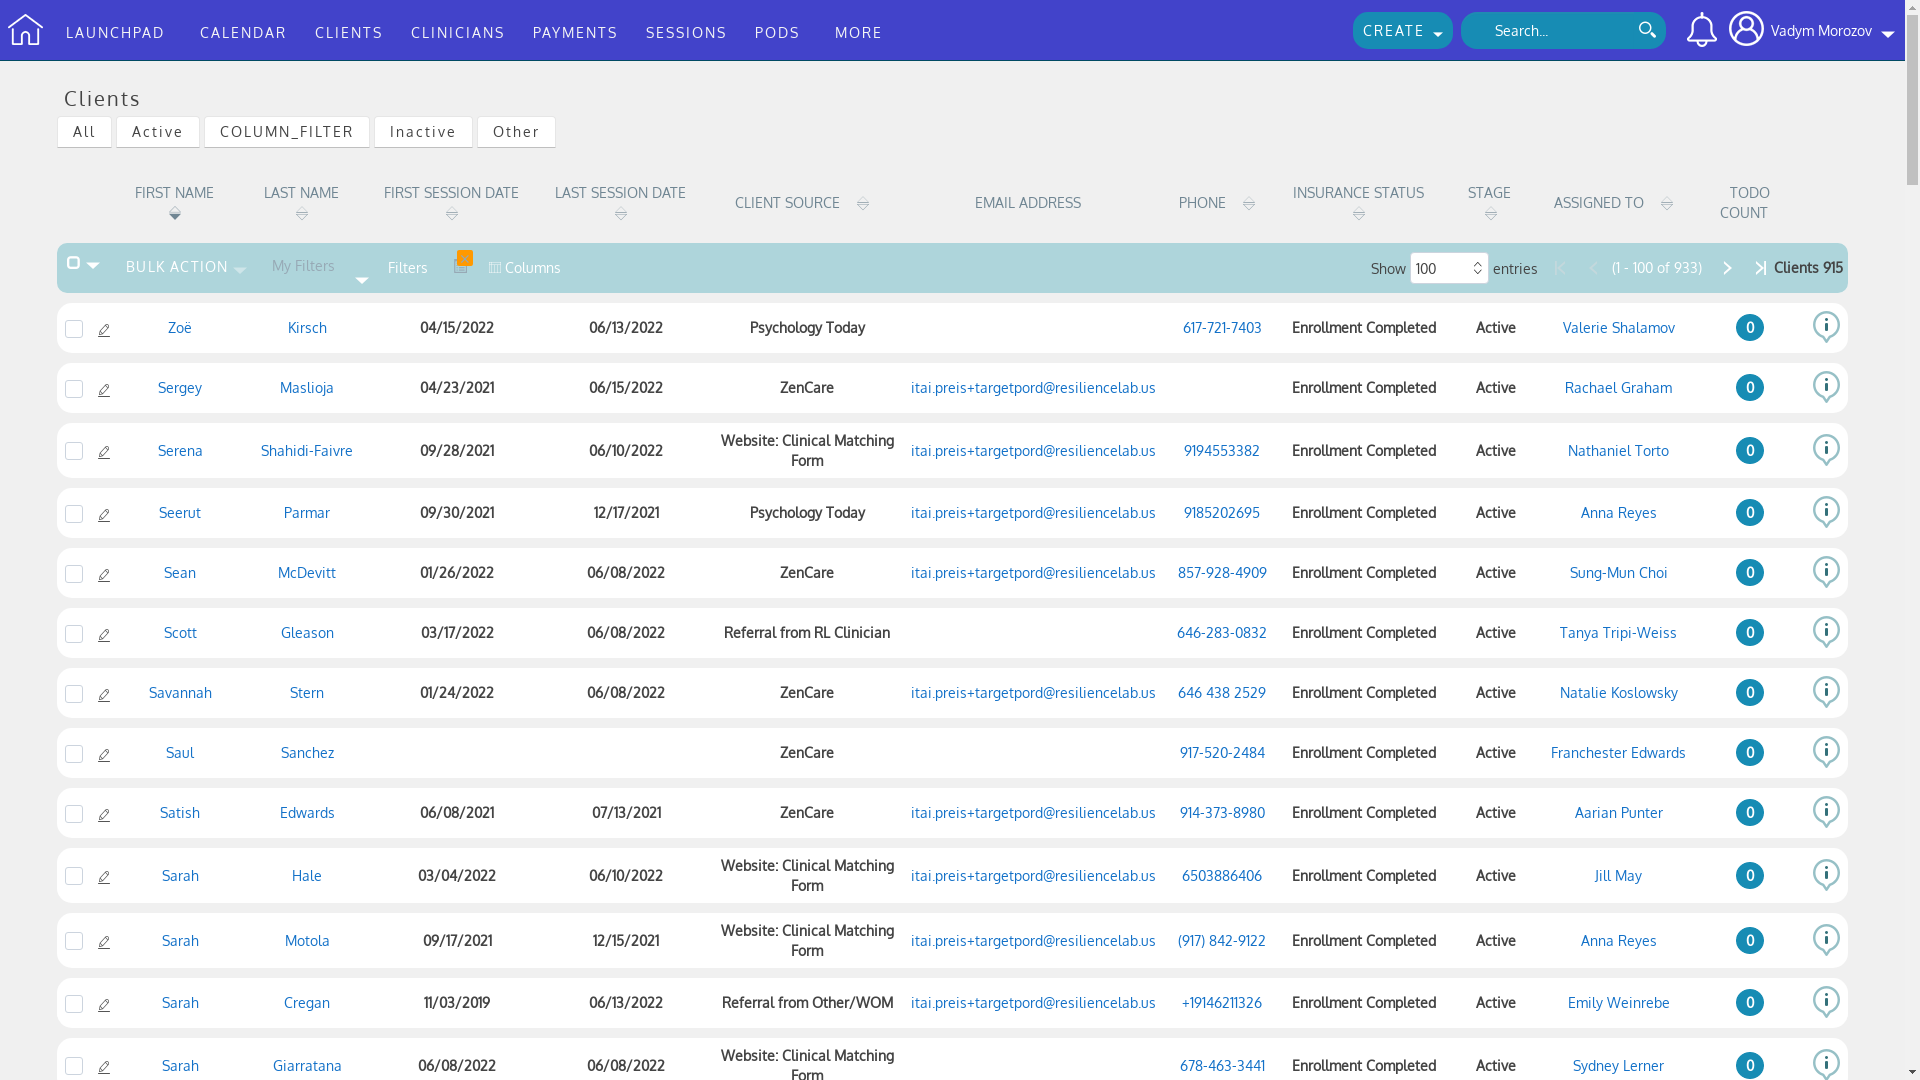 LAUNCHPAD CALENDAR CLIENTS CLINICIANS PAYMENTS SESSIONS PODS MORE CREATE Search... Vadym Morozov
Clients
All Active COLUMN_FILTER Inactive Other
FIRST NAME LAST NAME FIRST SESSION DATE LAST SESSION DATE CLIENT SOURCE EMAIL ADDRESS PHONE INSURANCE STATUS STAGE ASSIGNED TO TODO
COUNT
BULK ACTION My Filters Filters Columns Show 100 entries (1 - 100 of 933) Clients 915
Zoë Kirsch 04/15/2022 06/13/2022 Psychology Today 617-721-7403 Enrollment Completed Active Valerie Shalamov 0
Sergey Maslioja 04/23/2021 06/15/2022 ZenCare itai.preis+targetpord@resiliencelab.us Enrollment Completed Active Rachael Graham 0
Serena Shahidi-Faivre 09/28/2021 06/10/2022 Website: Clinical Matching
Form itai.preis+targetpord@resiliencelab.us 9194553382 Enrollment Completed Active Nathaniel Torto 0
Seerut Parmar 09/30/2021 12/17/2021 Psychology Today itai.preis+targetpord@resiliencelab.us 9185202695 Enrollment Completed Active Anna Reyes 0
Sean McDevitt 01/26/2022 06/08/2022 ZenCare itai.preis+targetpord@resiliencelab.us 857-928-4909 Enrollment Completed Active Sung-Mun Choi 0
Scott Gleason 03/17/2022 06/08/2022 Referral from RL Clinician 646-283-0832 Enrollment Completed Active Tanya Tripi-Weiss 0
Savannah Stern 01/24/2022 06/08/2022 ZenCare itai.preis+targetpord@resiliencelab.us 646 438 2529 Enrollment Completed Active Natalie Koslowsky 0
Saul Sanchez ZenCare 917-520-2484 Enrollment Completed Active Franchester Edwards 0
Satish Edwards 06/08/2021 07/13/2021 ZenCare itai.preis+targetpord@resiliencelab.us 914-373-8980 Enrollment Completed Active Aarian Punter 0
Sarah Hale 03/04/2022 06/10/2022 Website: Clinical Matching
Form itai.preis+targetpord@resiliencelab.us 6503886406 Enrollment Completed Active Jill May 0
Sarah Motola 09/17/2021 12/15/2021 Website: Clinical Matching
Form itai.preis+targetpord@resiliencelab.us (917) 842-9122 Enrollment Completed Active Anna Reyes 0
Sarah Cregan 11/03/2019 06/13/2022 Referral from Other/WOM itai.preis+targetpord@resiliencelab.us +19146211326 Enrollment Completed Active Emily Weinrebe 0
Sarah Giarratana 06/08/2022 06/08/2022 Website: Clinical Matching
Form 678-463-3441 Enrollment Completed Active Sydney Lerner 0